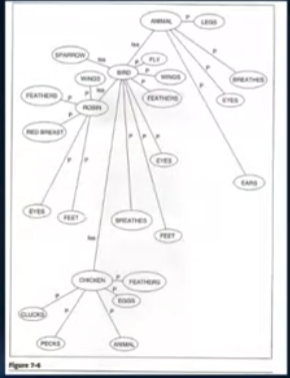 ANIMAL
P
LEGS
Isa
P
SPARROW
Isa
P
FLY
P
P
BIRD
P
WINGS
WINGS
P
Isa
P
BREATHES
FEATHERS
P
P
FEATHERS
EYES
ROBIN
P
RED BREAST
P
P
P
P
P
P
EYES
EARS
EYES
FEET
BREATHES
FEET
Isa
CHICKEN
P
FEATHERS
P
EGGS
P
P
P
CLUCKS
PECKS
ANIMAL
Figure 7-6